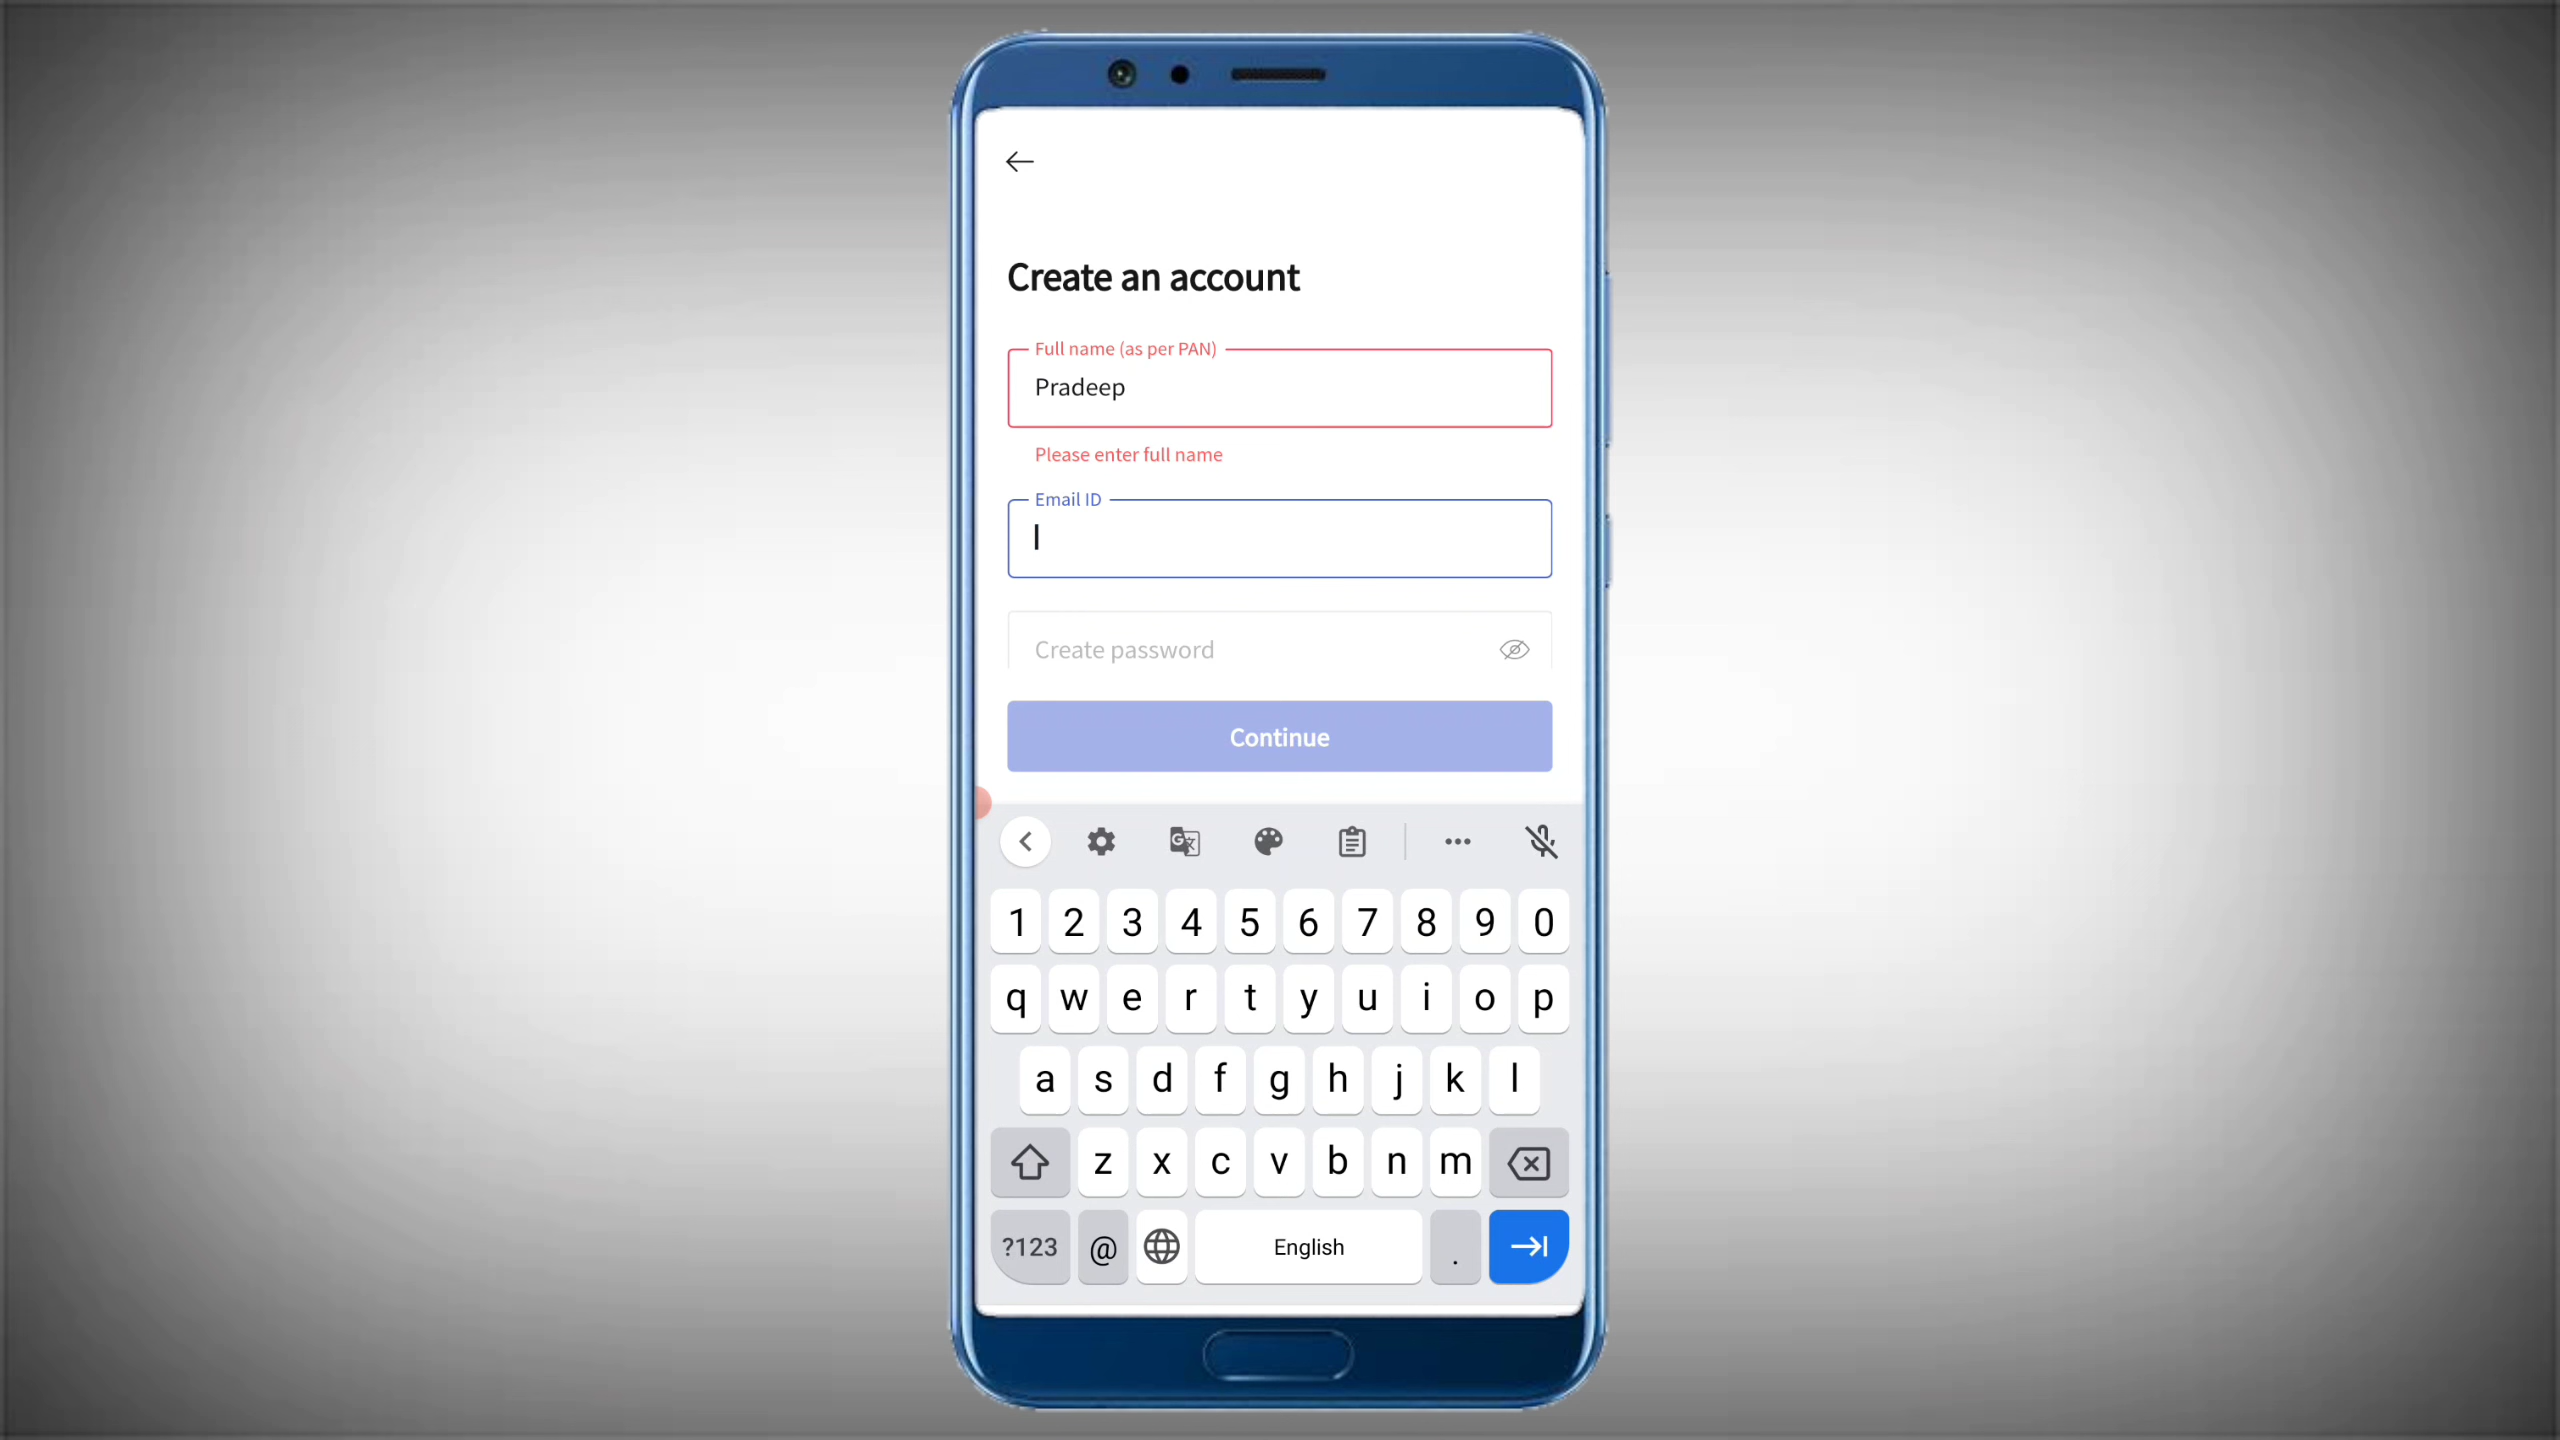 Create an account
Full name (as per PAN)
Pradeep
Please enter full name
Email ID
Create password
Continue
1 2 3 4 5 6 7 8 9 0
q w e r t y u i o p
a s d f g h j k l
z x c v b n m
?123 @ English .